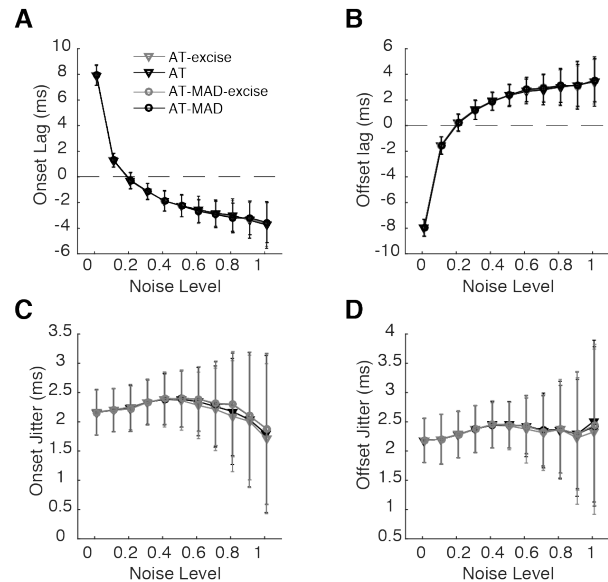 A
10
8
6
4
2
0
-2
-4
-6
Onset Lag (ms)
AT-excise
AT
AT-MAD-excise
AT-MAD
0 0.2 0.4 0.6 0.8 1
Noise Level
B
6
4
2
0
-2
-4
-6
-8
-10
Offset lag (ms)
0 0.2 0.4 0.6 0.8 1
Noise Level
C
3.5
3
2.5
2
1.5
1
0.5
0
Onset Jitter (ms)
0 0.2 0.4 0.6 0.8 1
Noise Level
D
4
3.5
3
2.5
2
1.5
1
0.5
Offset Jitter (ms)
0 0.2 0.4 0.6 0.8 1
Noise Level